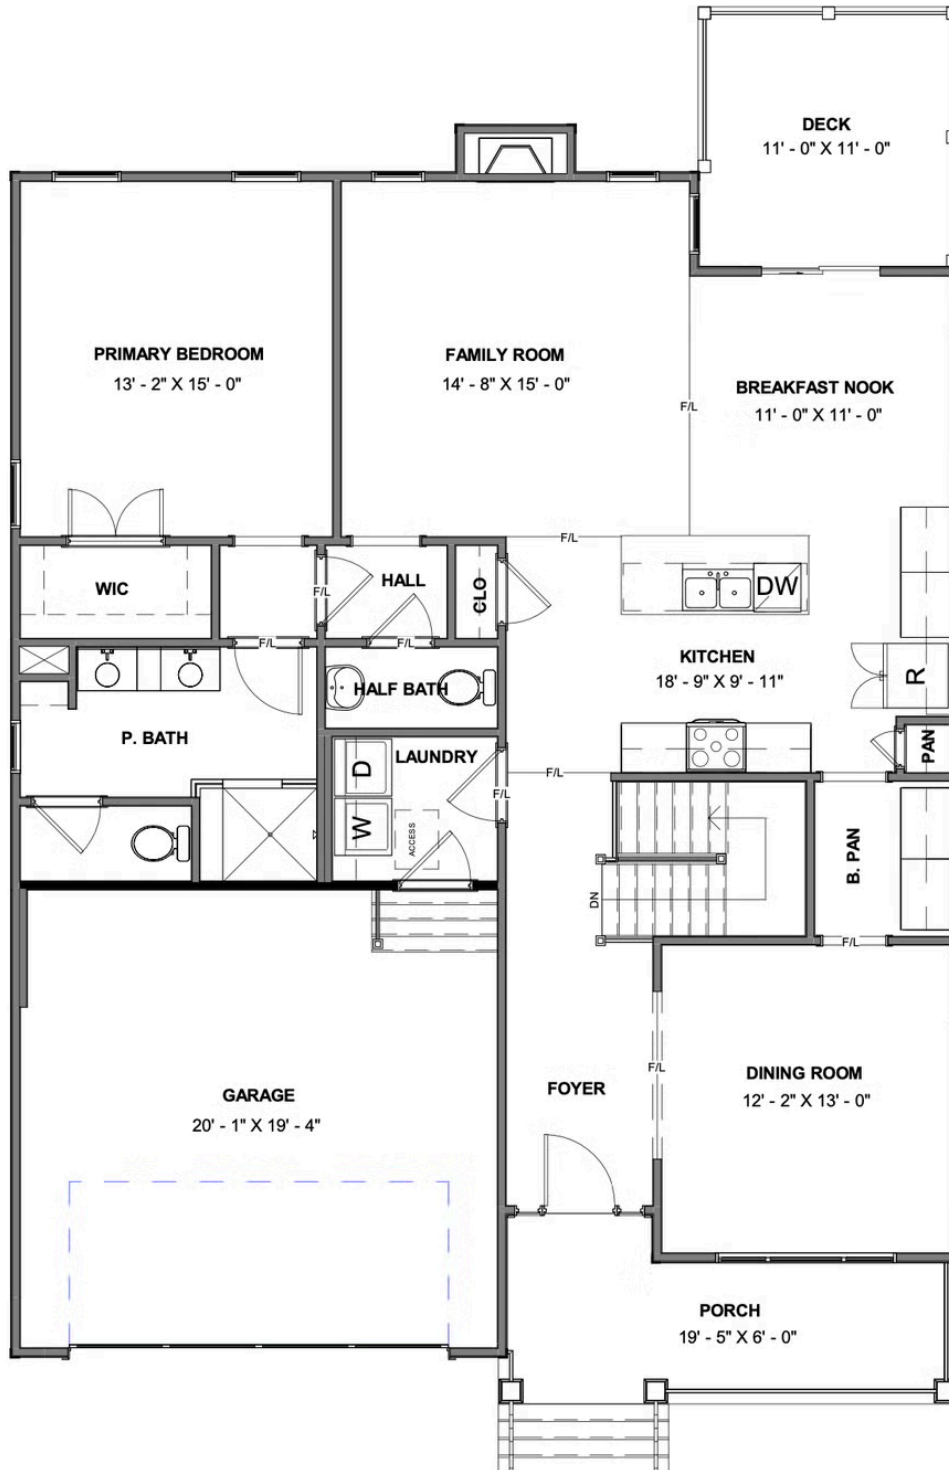 DECK
11' - 0" X 11' - 0"
PRIMARY BEDROOM
13' - 2" X 15' - 0"
FAMILY ROOM
14' - 8" X 15' - 0"
BREAKFAST NOOK
11' - 0" X 11' - 0"
F/L
F/L
WIC
F/L
HALL
CLO
DW
F/L
F/L
KITCHEN
18' - 9" X 9' - 11"
R
HALF BATH
P. BATH
LAUNDRY
D
F/L
PAN
F/L
W
ACCESS
B. PAN
DN
F/L
GARAGE
20' - 1" X 19' - 4"
FOYER
F/L
DINING ROOM
12' - 2" X 13' - 0"
PORCH
19' - 5" X 6' - 0"